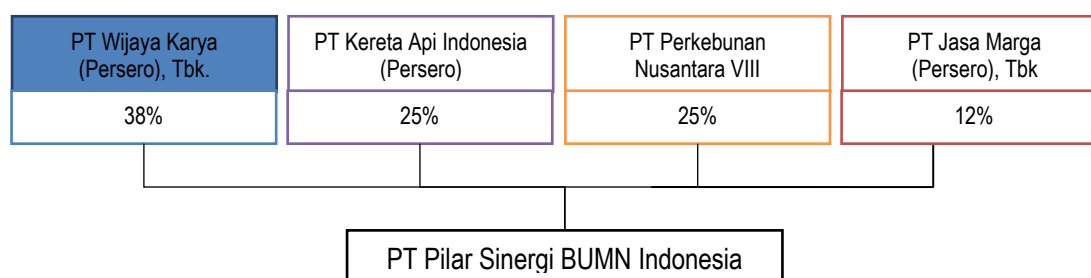 PT Wijaya Karya
(Persero), Tbk.
38%
PT Kereta Api Indonesia
(Persero)
25%
PT Perkebunan
Nusantara VIII
25%
PT Jasa Marga
(Persero), Tbk
12%
PT Pilar Sinergi BUMN Indonesia